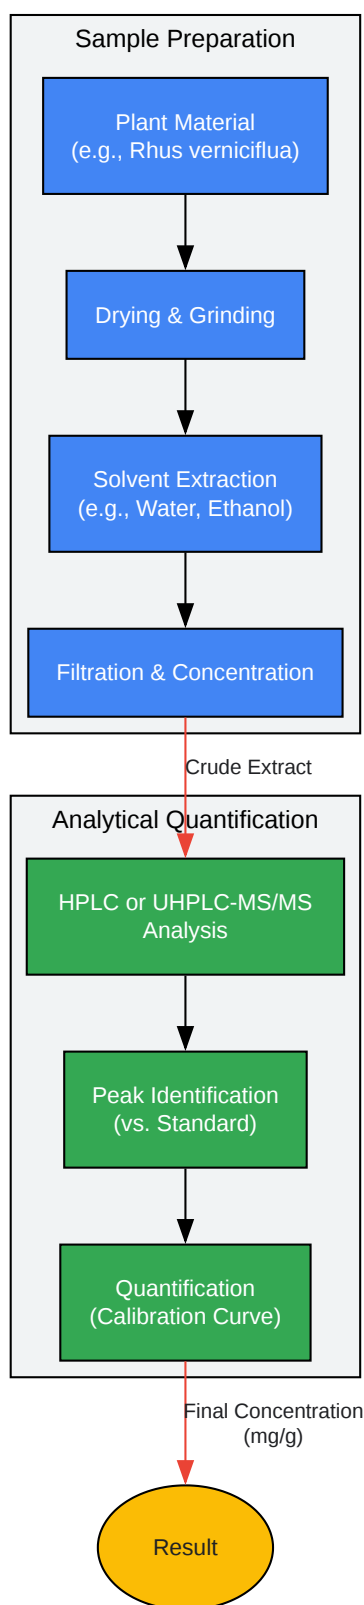 Sample Preparation
Plant Material
(e.g., Rhus verniciflua)
Drying & Grinding
Solvent Extraction
(e.g., Water, Ethanol)
Filtration & Concentration
Crude Extract
Analytical Quantification
HPLC or UHPLC-MS/MS
Analysis
Peak Identification
(vs. Standard)
Quantification
(Calibration Curve)
Final Concentration
(mg/g)
Result